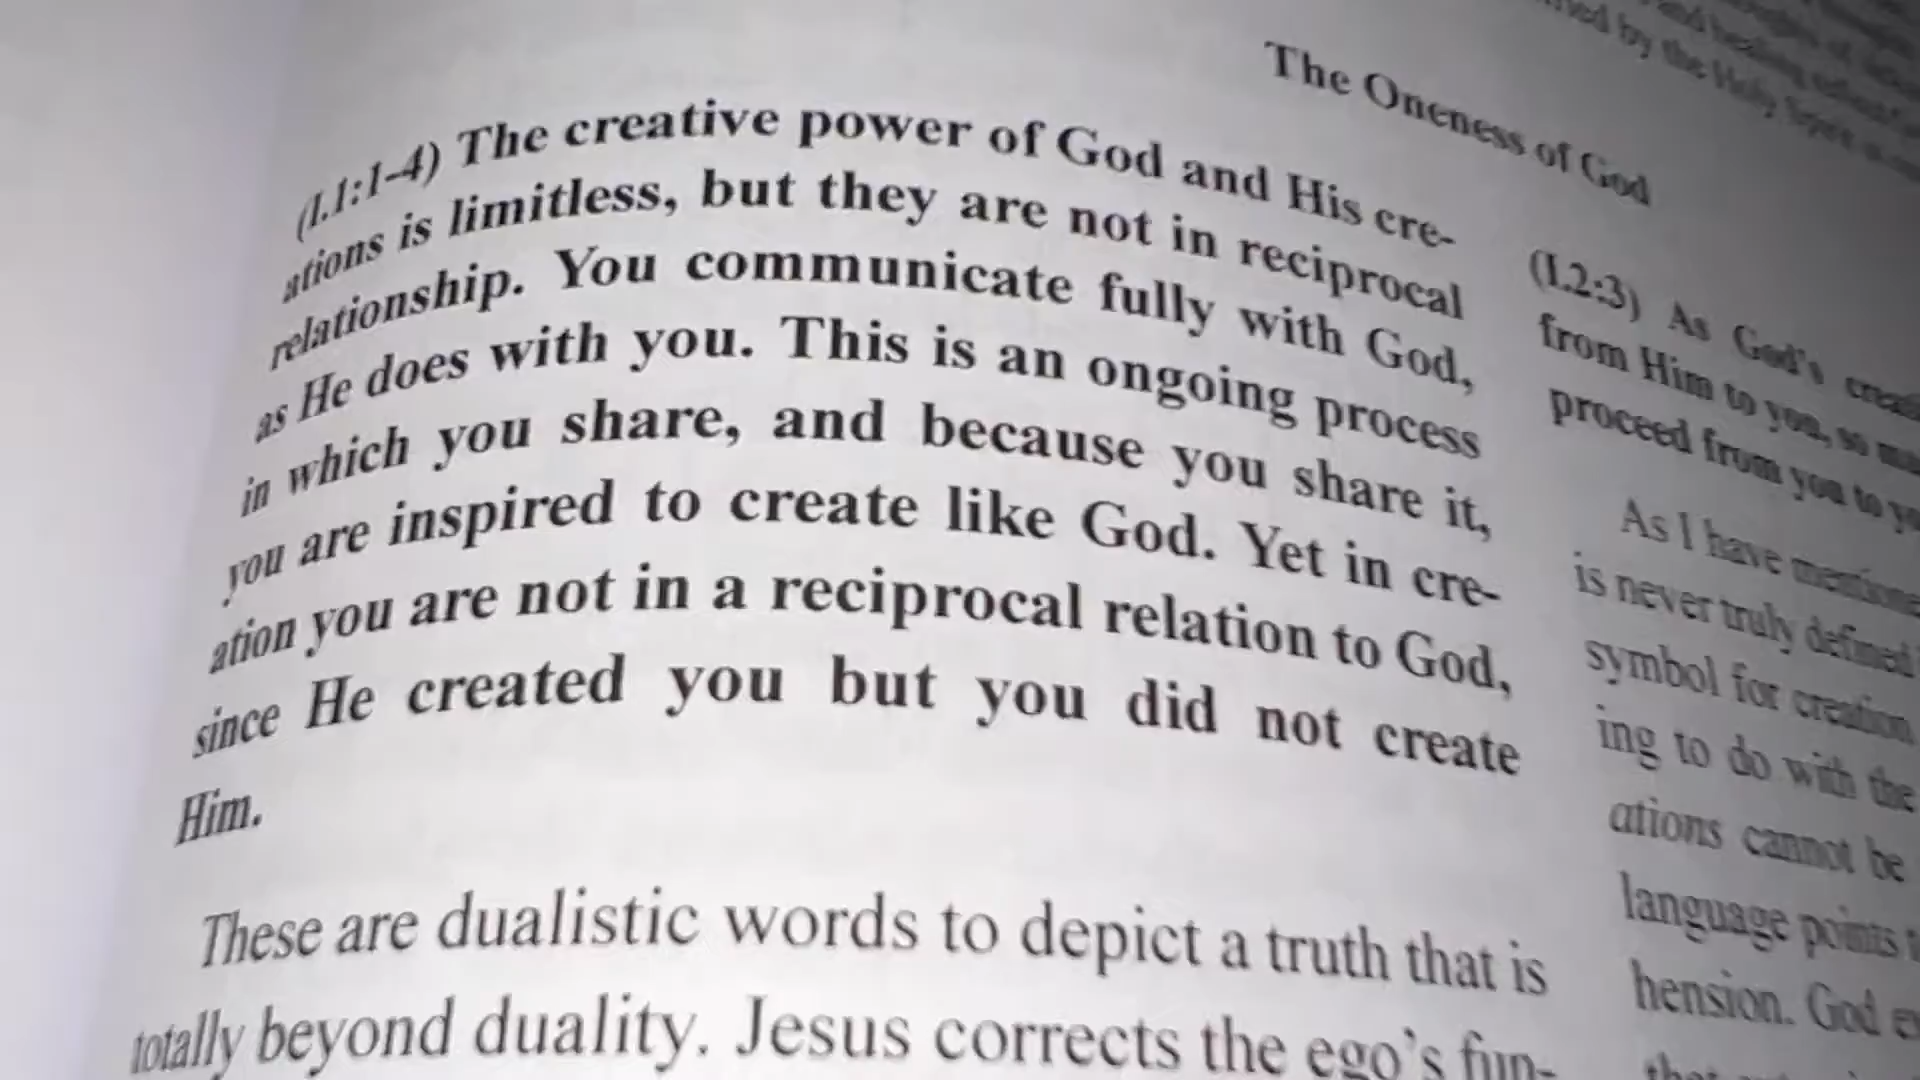 The Oneness of God
(I.1:1-4) The creative power of God and His cre-
ations is limitless, but they are not in reciprocal
relationship. You communicate fully with God,
as He does with you. This is an ongoing process
in which you share, and because you share it,
you are inspired to create like God. Yet in cre-
ation you are not in a reciprocal relation to God,
since He created you but you did not create
Him.
These are dualistic words to depict a truth that is
totally beyond duality. Jesus corrects the ego's fun-
(I.2:3) As God's
from Him to you, so
proceed from you to
As I have
is never truly defined
symbol for creation
ing to do with the
ations cannot be
language points
hension. God
by the Holy Spirit